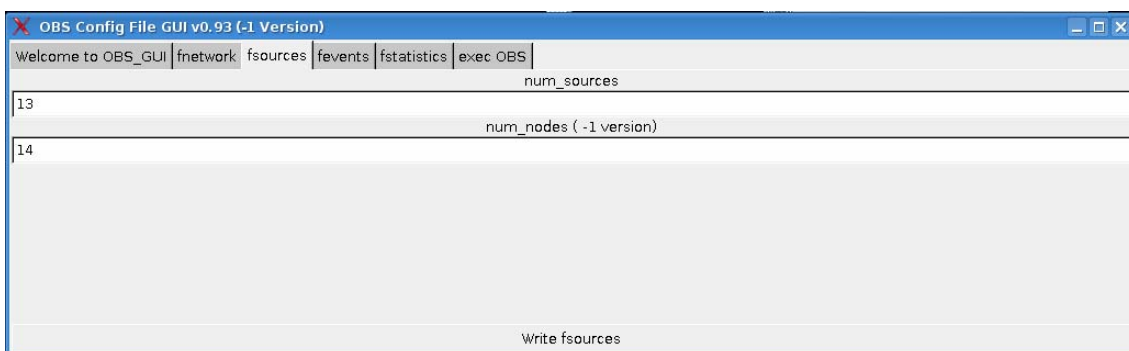 OBS Config File GUI v0.93 (-1 Version)
Welcome to OBS_GUI fnetwork fsources fevents fstatistics exec OBS
num_sources
13
num_nodes ( -1 version)
14
Write fsources